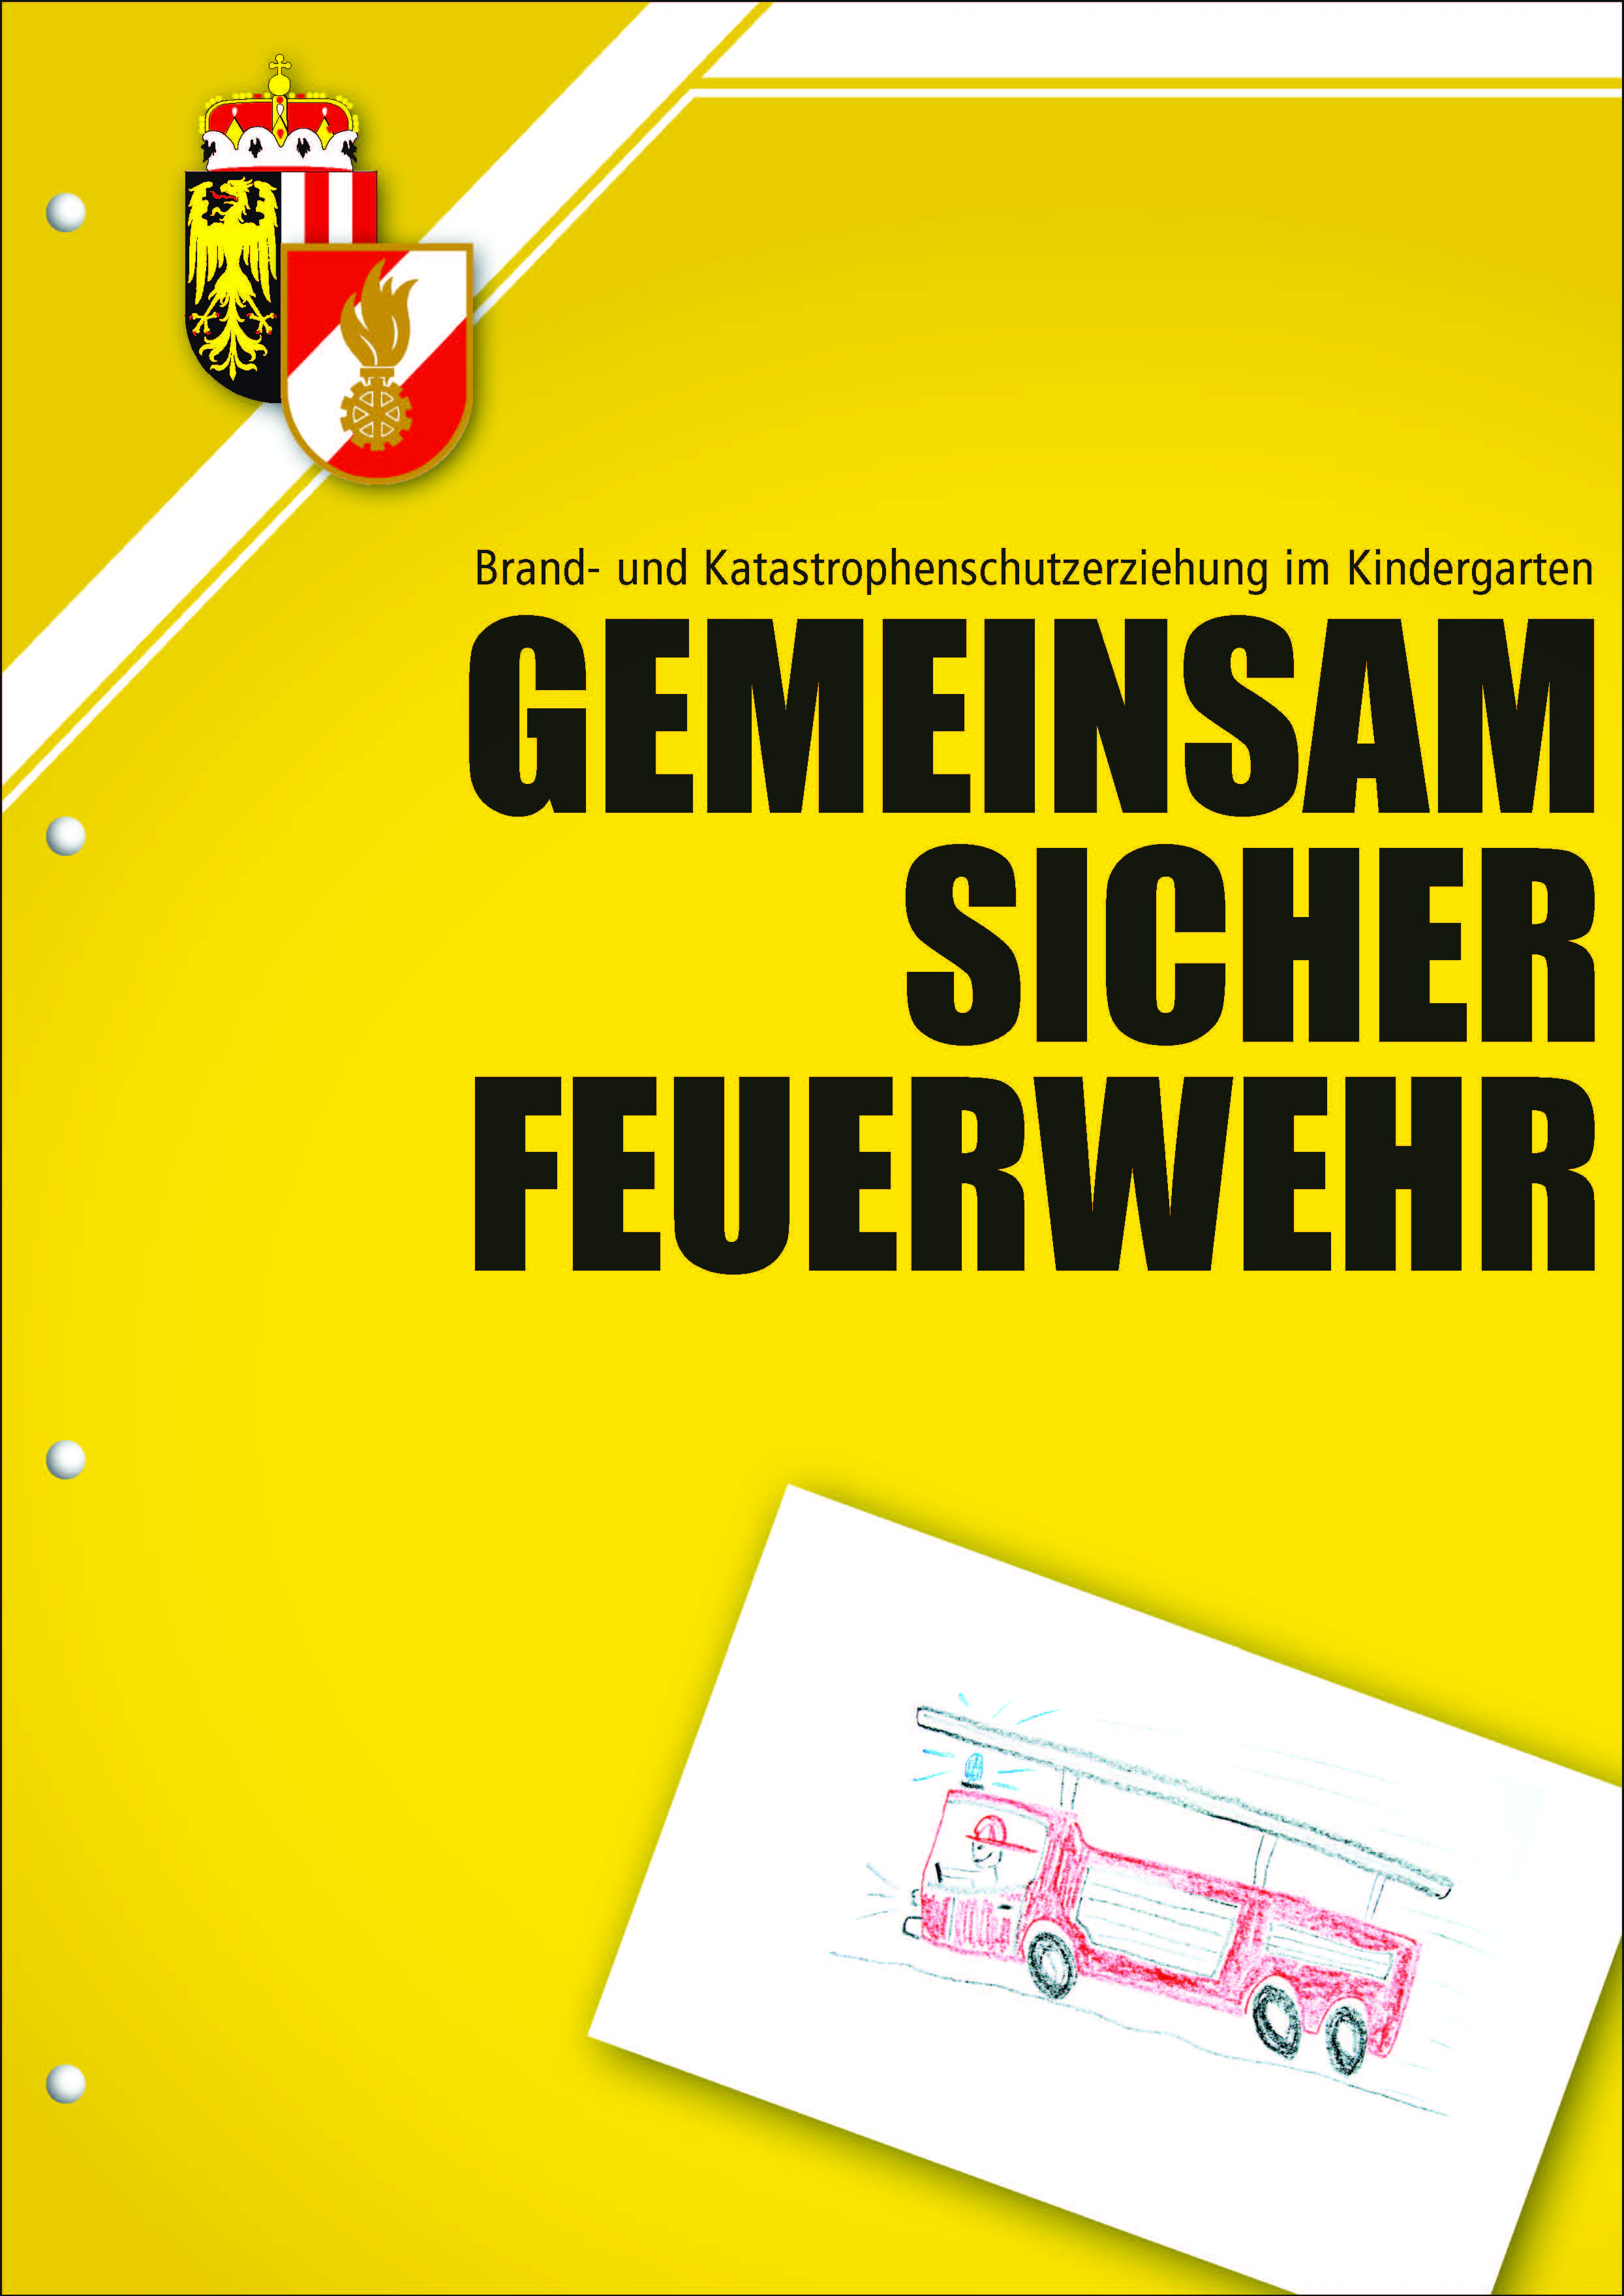 Brand- und Katastrophenschutzerziehung im Kindergarten
GEMEINSAM
SICHER
FEUERWEHR